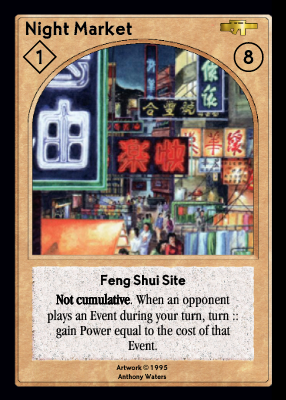 Night Market
1
8
Feng Shui Site
Not cumulative. When an opponent
plays an Event during your turn, turn ::
gain Power equal to the cost of that
Event.
Artwork © 1995
Anthony Waters